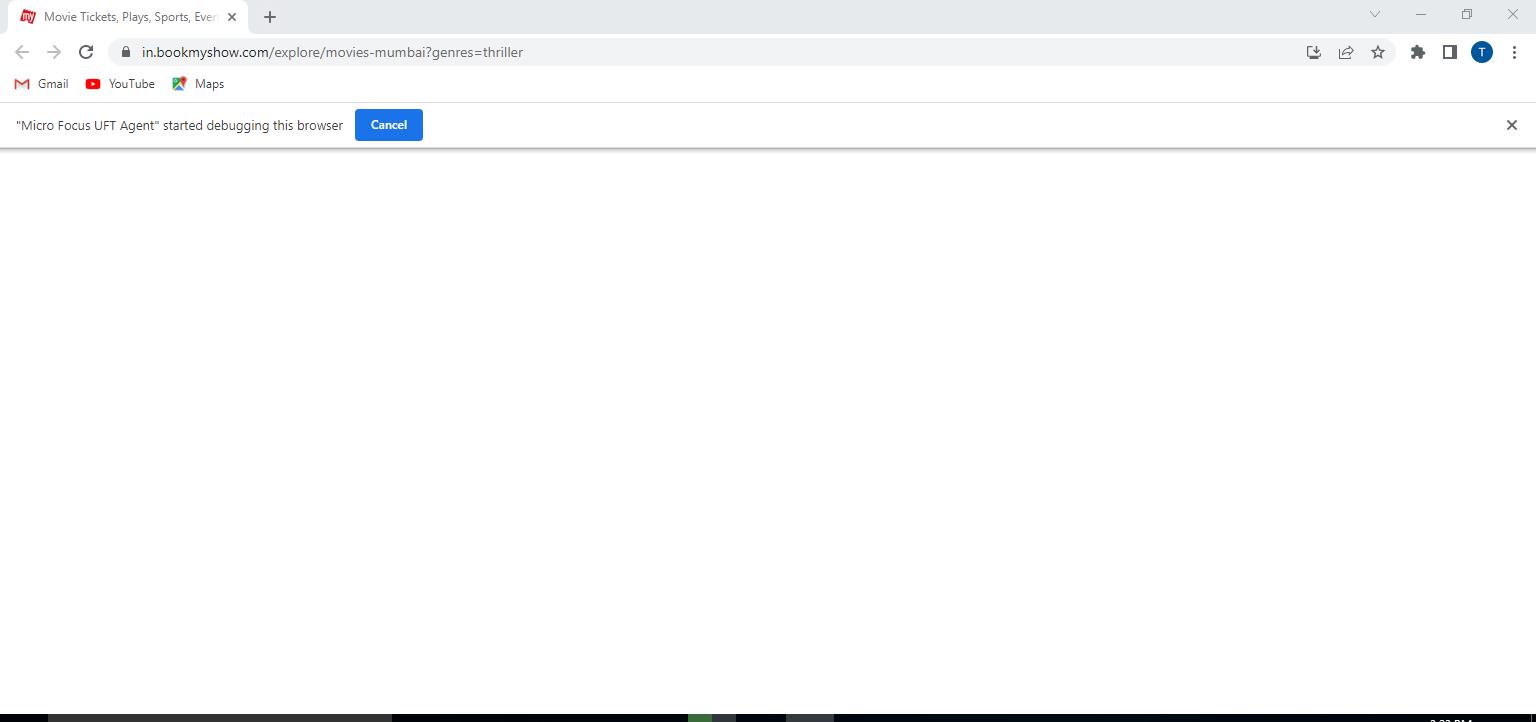 my Movie Tickets, Plays, Sports, Even
in.bookmyshow.com/explore/movies-mumbai?genres=thriller
T
Gmail YouTube Maps
"Micro Focus UFT Agent" started debugging this browser Cancel